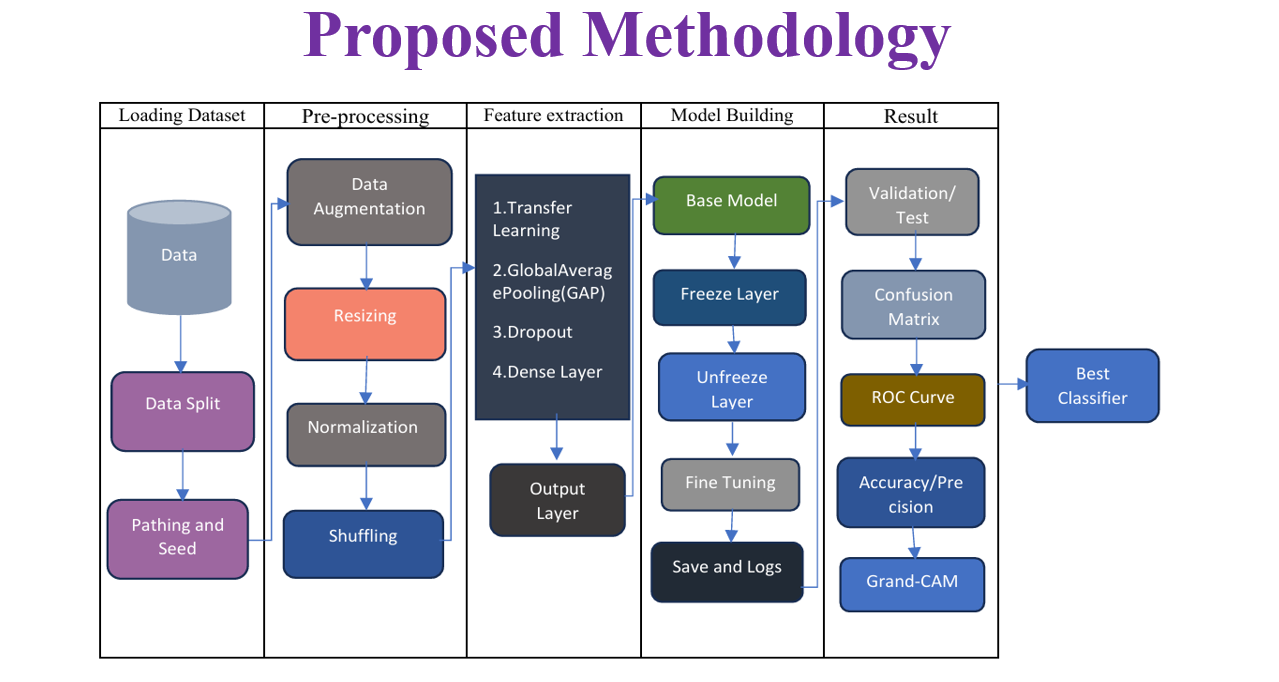 Proposed Methodology
Loading Dataset
Pre-processing
Feature extraction
Model Building
Result
Data
Data Split
Pathing and
Seed
Data
Augmentation
Resizing
Normalization
Shuffling
1.Transfer
Learning
2.GlobalAverag
ePooling(GAP)
3.Dropout
4.Dense Layer
Output
Layer
Base Model
Freeze Layer
Unfreeze
Layer
Fine Tuning
Save and Logs
Validation/
Test
Confusion
Matrix
ROC Curve
Accuracy/Pre
cision
Grand-CAM
Best
Classifier